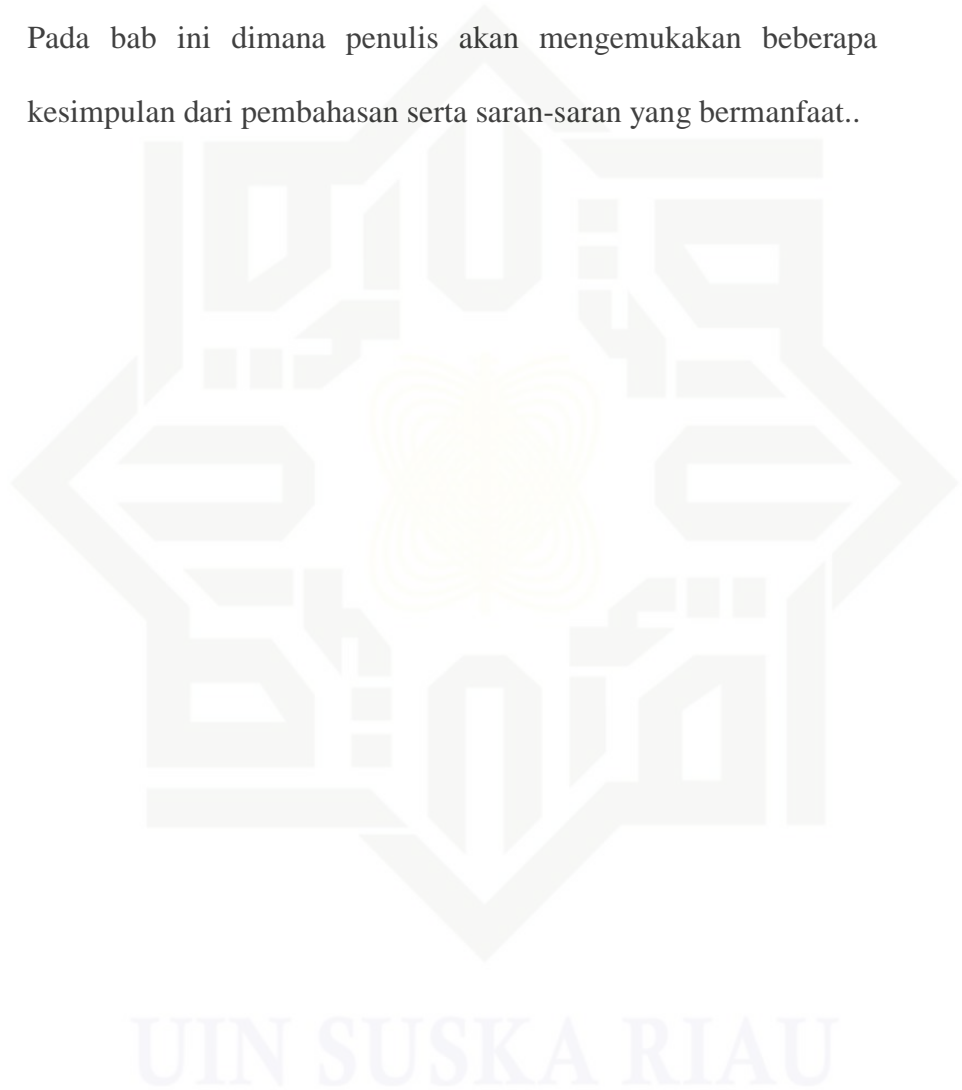 Pada bab ini dimana penulis akan mengemukakan beberapa
kesimpulan dari pembahasan serta saran-saran yang bermanfaat..
UIN SUSKA RIAU